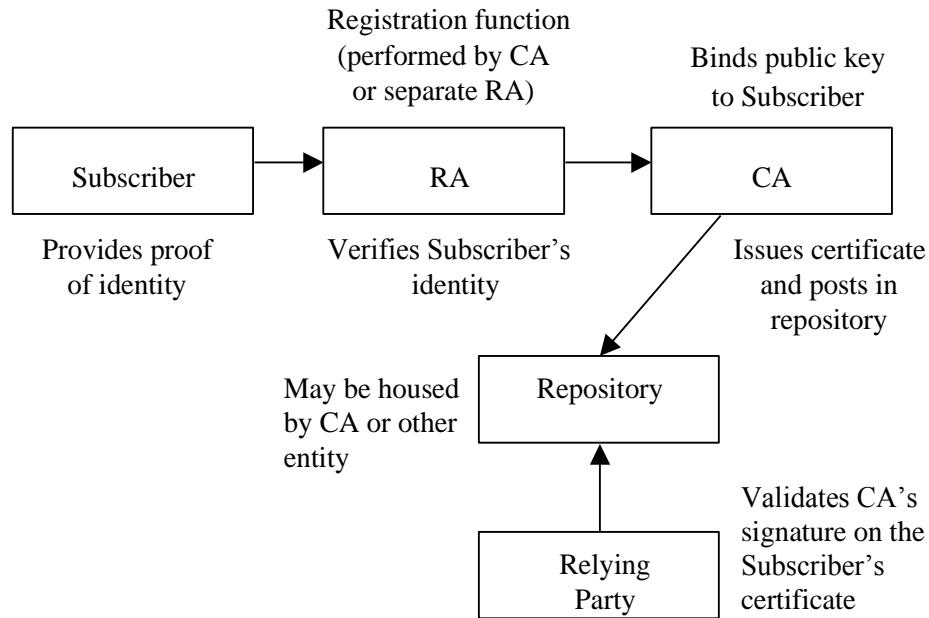 Registration function
(performed by CA
or separate RA)
Binds public key
to Subscriber
Subscriber
RA
CA
Provides proof
of identity
Verifies Subscriber’s
identity
Issues certificate
and posts in
repository
May be housed
by CA or other
entity
Repository
Relying
Party
Validates CA’s
signature on the
Subscriber’s
certificate